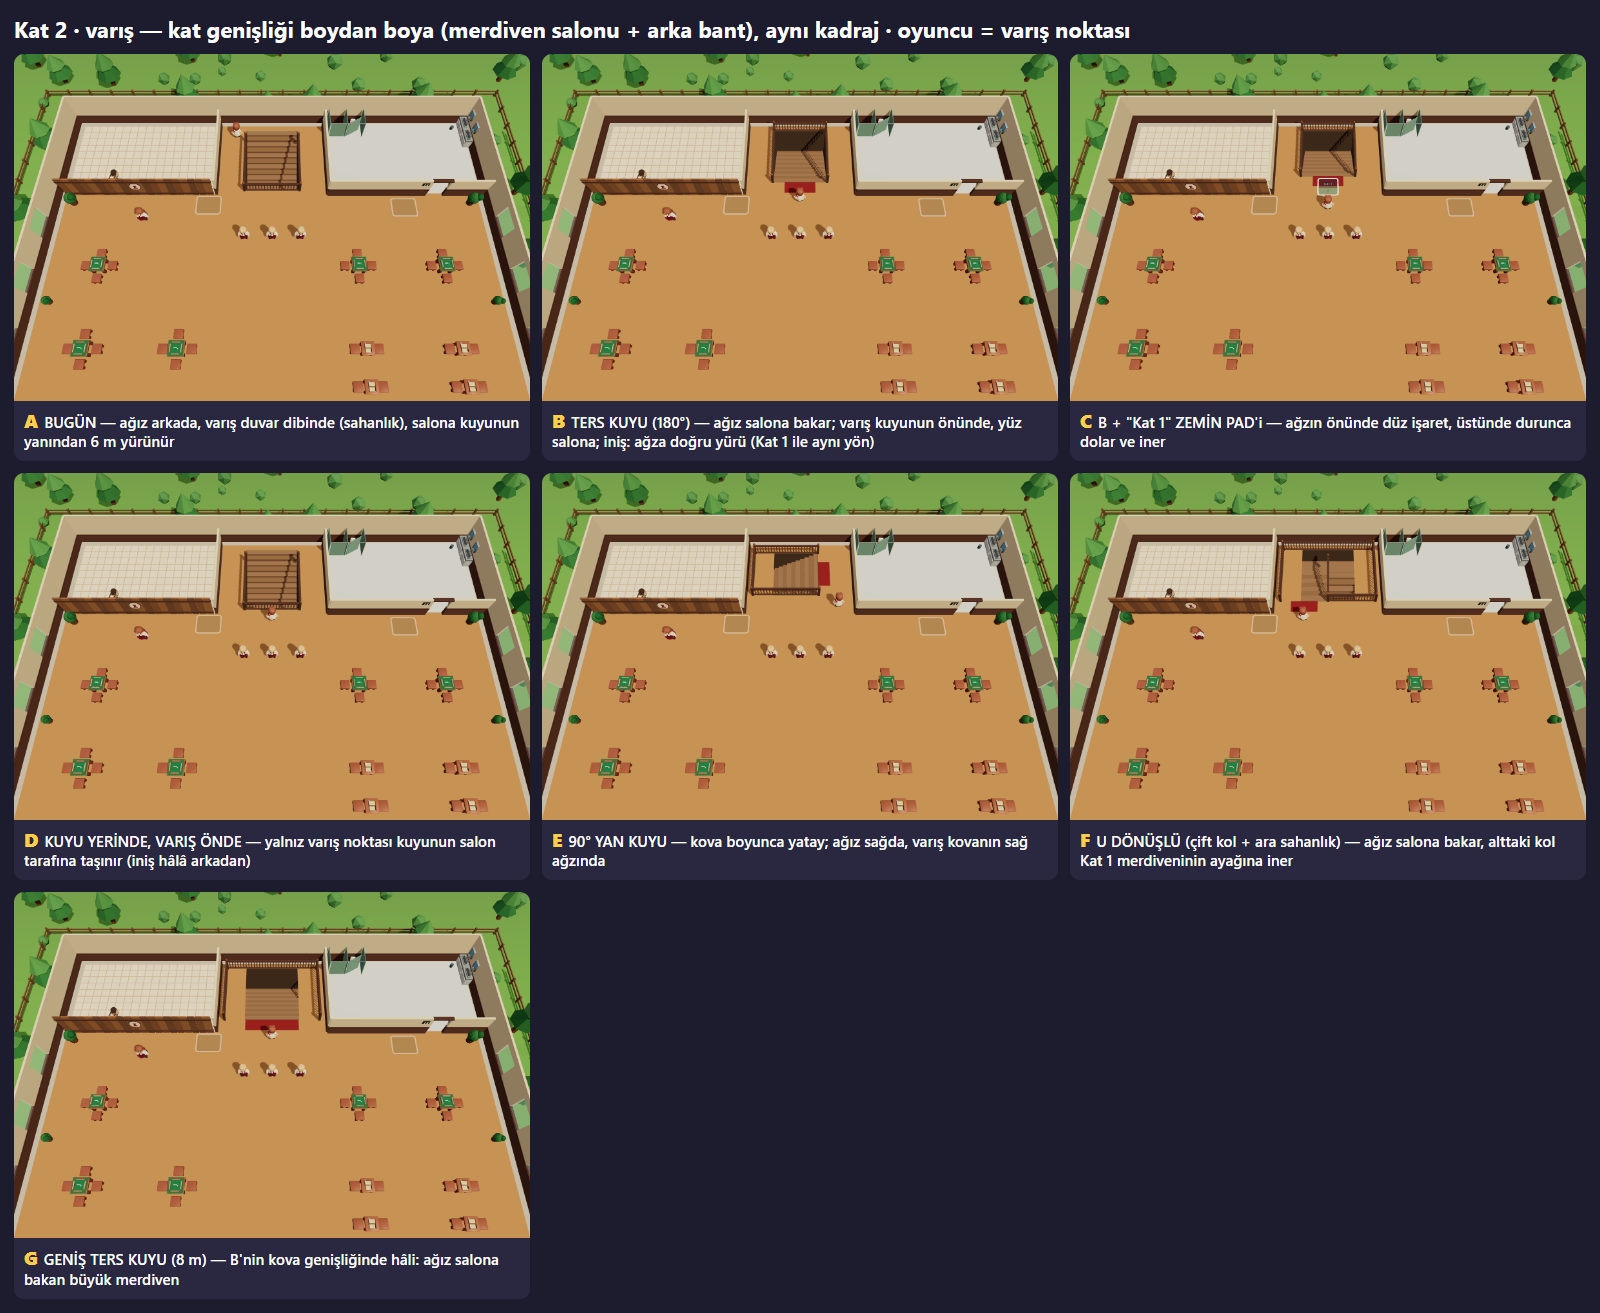 Kat 2 · varış — kat genişliği boydan boya (merdiven salonu + arka bant), aynı kadraj · oyuncu = varış noktası
A BUGÜN — ağız arkada, varış duvar dibinde (sahanlık), salona kuyunun
yanından 6 m yürünür
B TERS KUYU (180°) — ağız salona bakar; varış kuyunun önünde, yüz
salona; iniş: ağza doğru yürü (Kat 1 ile aynı yön)
C B + "Kat 1" ZEMİN PAD'i — ağzın önünde düz işaret, üstünde durunca
dolar ve iner
D KUYU YERİNDE, VARIŞ ÖNDE — yalnız varış noktası kuyunun salon
tarafına taşınır (iniş hâlâ arkadan)
E 90° YAN KUYU — kova boyunca yatay; ağız sağda, varış kovanın sağ
ağzında
F U DÖNÜŞLÜ (çift kol + ara sahanlık) — ağız salona bakar, alttaki kol
Kat 1 merdiveninin ayağına iner
G GENİŞ TERS KUYU (8 m) — B'nin kova genişliğinde hâli: ağız salona
bakan büyük merdiven